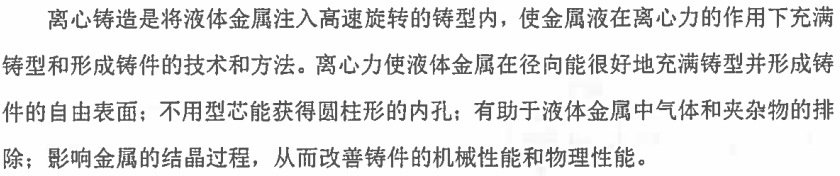 离心铸造是将液体金属注入高速旋转的铸型内，使金属液在离心力的作用下充满
铸型和形成铸件的技术和方法。离心力使液体金属在径向能很好地充满铸型并形成铸
件的自由表面；不用型芯能获得圆柱形的内孔；有助于液体金属中气体和夹杂物的排
除；影响金属的结晶过程，从而改善铸件的机械性能和物理性能。